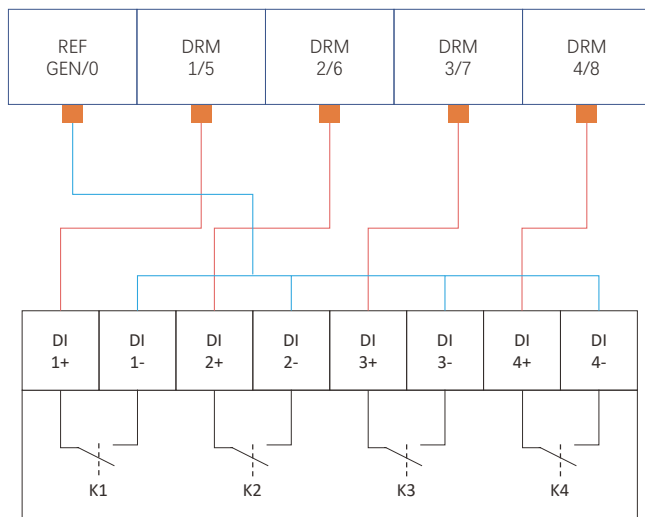 REF
GEN/0
DRM
1/5
DRM
2/6
DRM
3/7
DRM
4/8
DI
1+
DI
1-
DI
2+
DI
2-
DI
3+
DI
3-
DI
4+
DI
4-
K1
K2
K3
K4